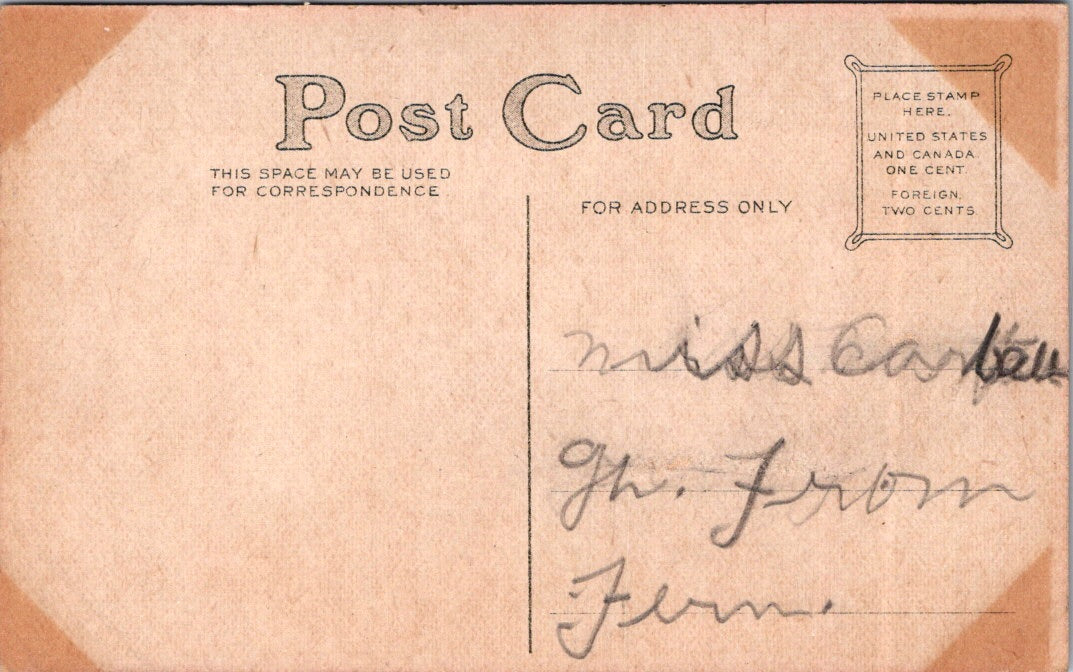 Post Card
THIS SPACE MAY BE USED
FOR CORRESPONDENCE
FOR ADDRESS ONLY
PLACE STAMP
HERE.
UNITED STATES
AND CANADA.
ONE CENT.
FOREIGN,
TWO CENTS.
Miss
From
Fern.